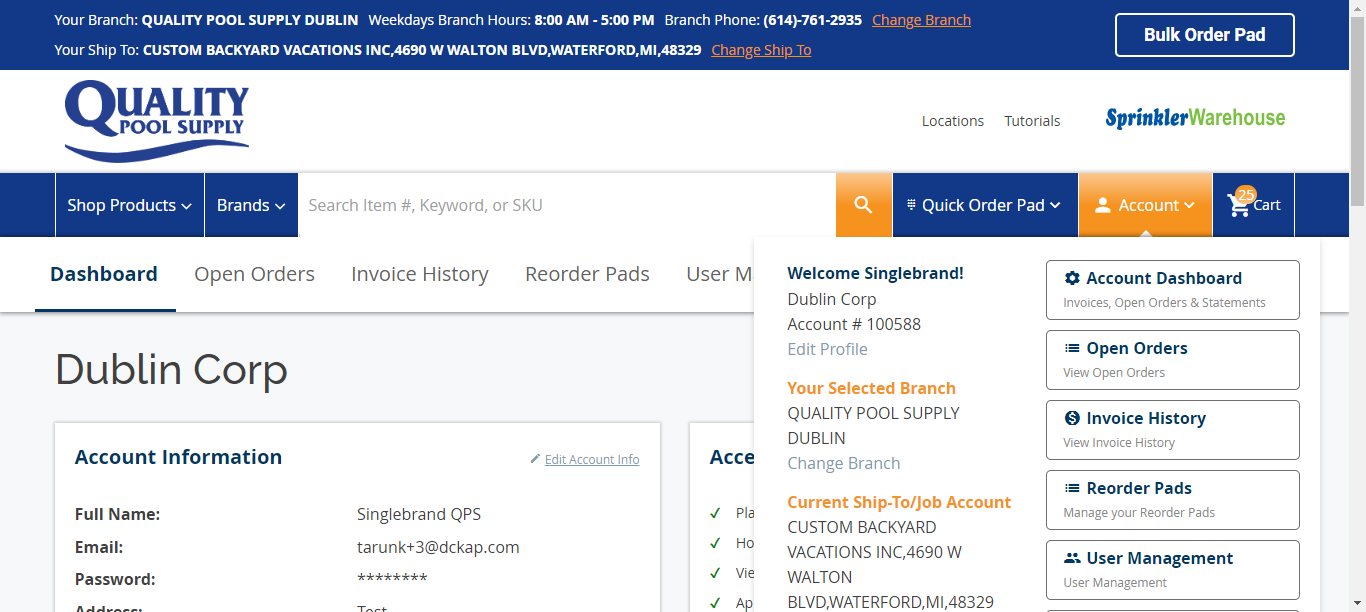 Your Branch: QUALITY POOL SUPPLY DUBLIN Weekdays Branch Hours: 8:00 AM - 5:00 PM Branch Phone: (614)-761-2935 Change Branch
Your Ship To: CUSTOM BACKYARD VACATIONS INC,4690 W WALTON BLVD,WATERFORD,MI,48329 Change Ship To
Bulk Order Pad
QUALITY
POOL SUPPLY
Locations Tutorials
SprinklerWarehouse
Shop Products Brands Search Item #, Keyword, or SKU Quick Order Pad Account 25 Cart
Dashboard Open Orders Invoice History Reorder Pads User M
Dublin Corp
Account Information Edit Account Info
Full Name: Singlebrand QPS
Email: tarunk+3@dckap.com
Password: ********
Address: Test
Acce
Pla
Ho
Vie
Ap
Welcome Singlebrand!
Dublin Corp
Account # 100588
Edit Profile
Your Selected Branch
QUALITY POOL SUPPLY
DUBLIN
Change Branch
Current Ship-To/Job Account
CUSTOM BACKYARD
VACATIONS INC,4690 W
WALTON
BLVD,WATERFORD,MI,48329
Account Dashboard
Invoices, Open Orders & Statements
Open Orders
View Open Orders
Invoice History
View Invoice History
Reorder Pads
Manage your Reorder Pads
User Management
User Management